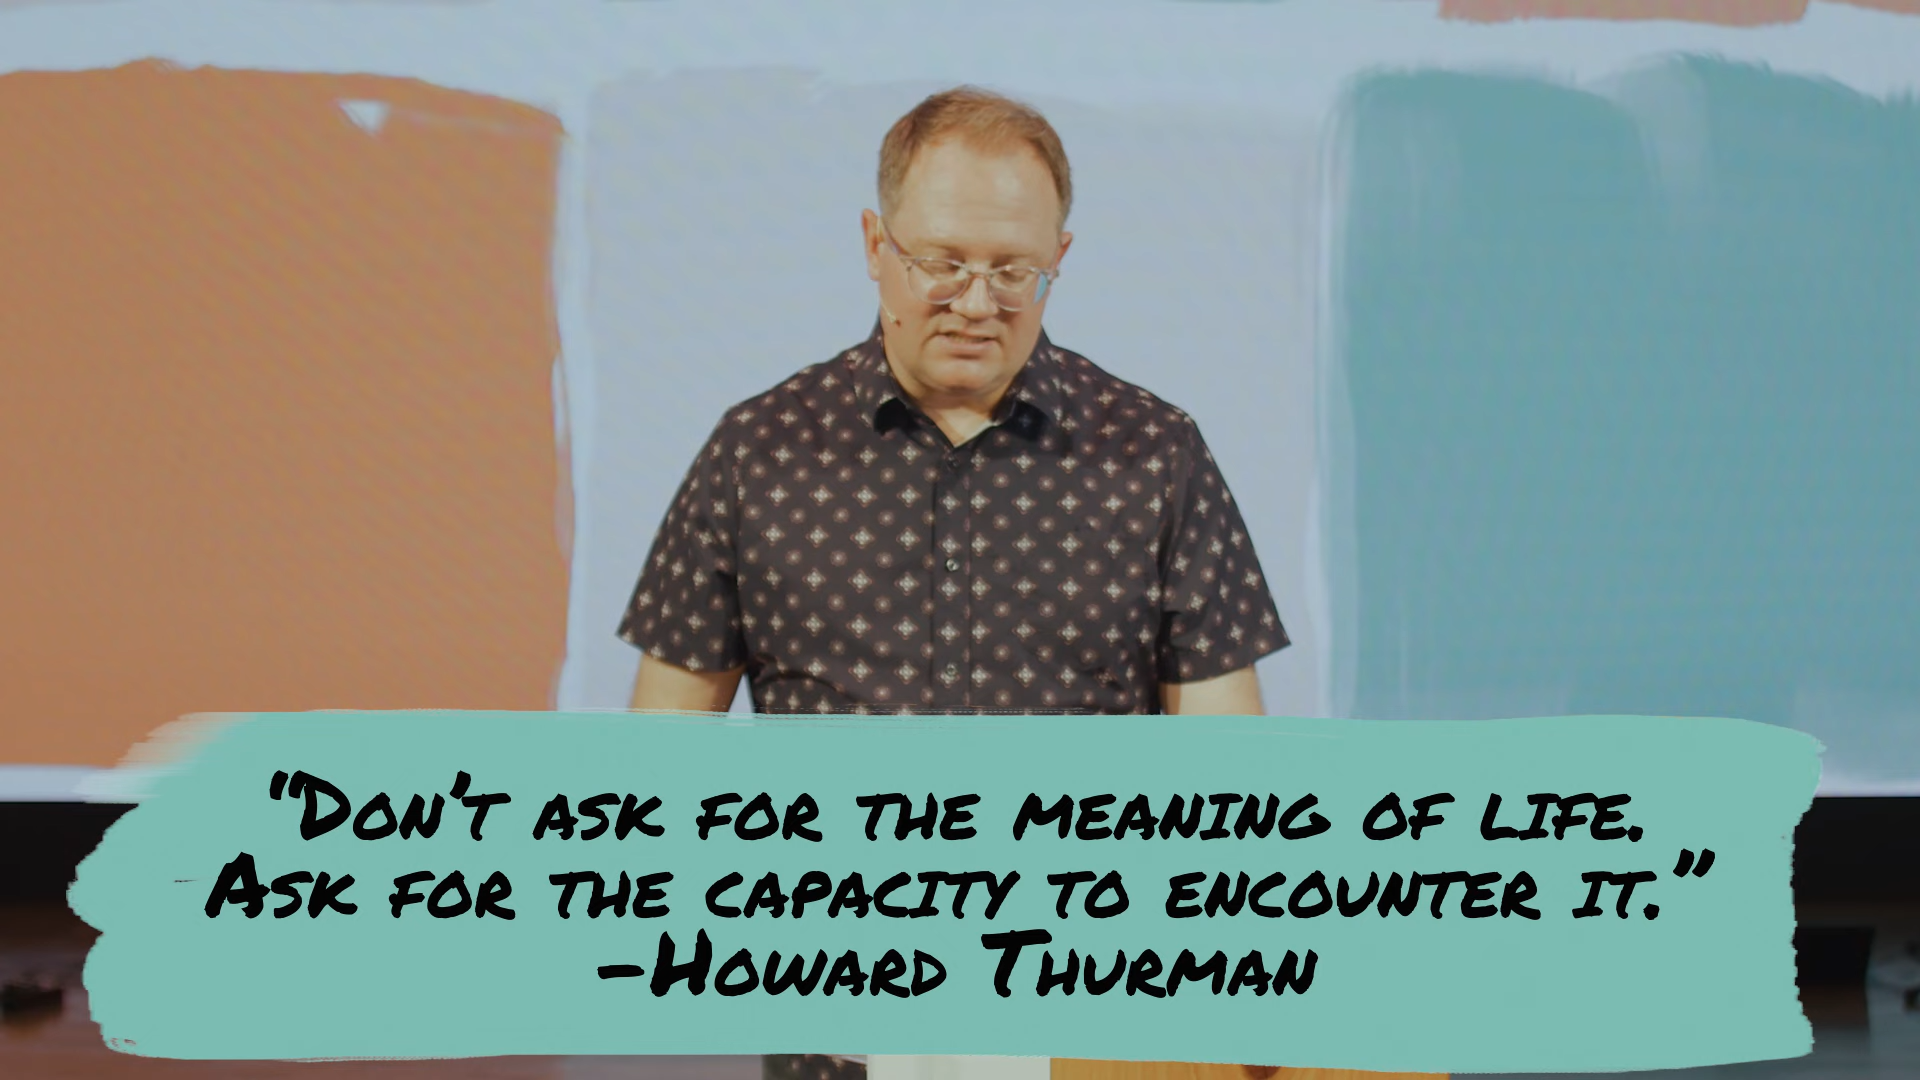 “Don’t ask for the meaning of life.
Ask for the capacity to encounter it.”
-Howard Thurman